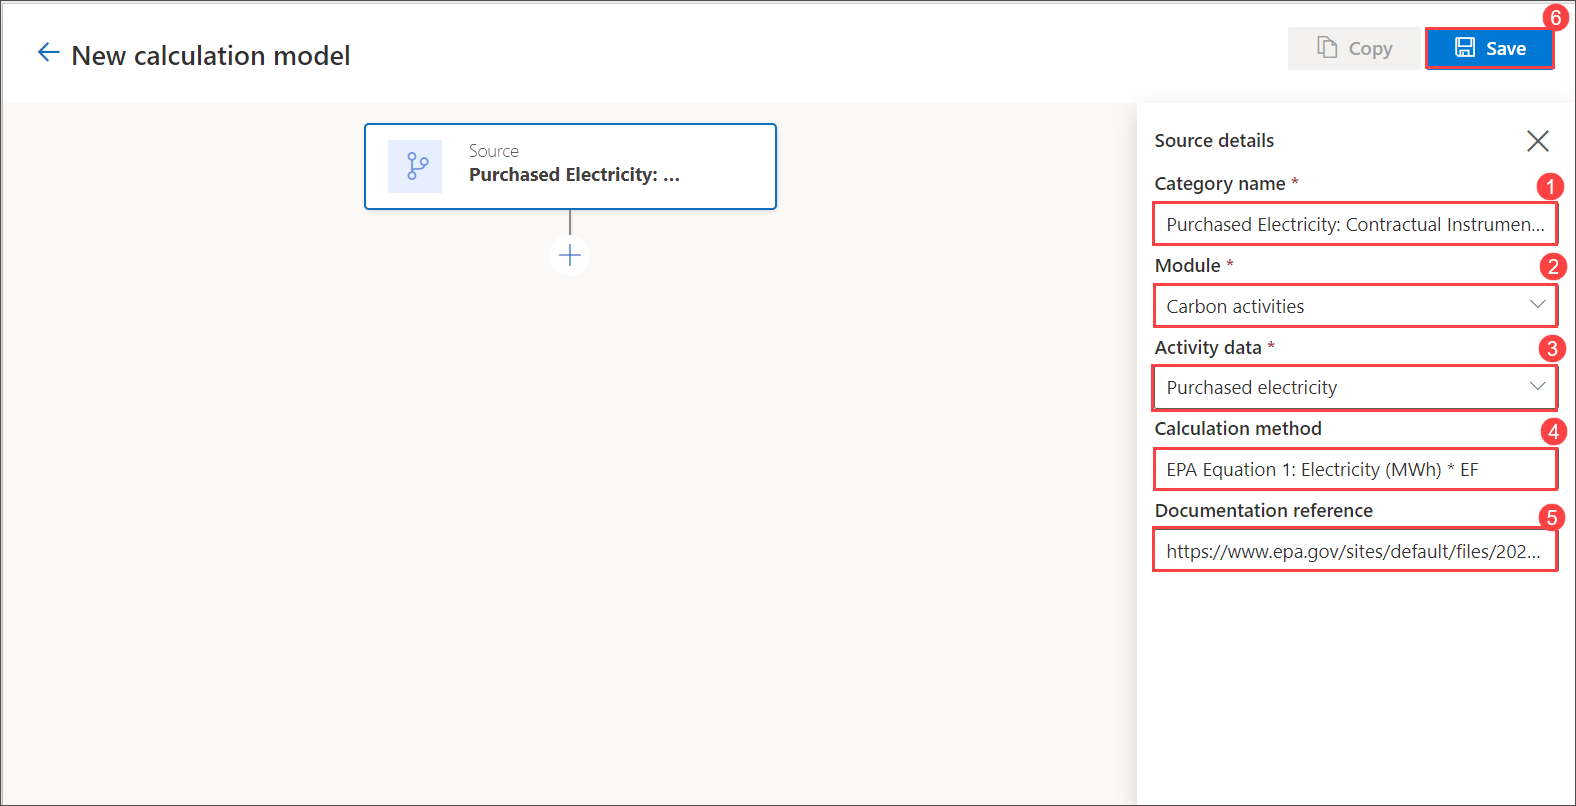 6
New calculation model
Copy
Save
Source
Purchased Electricity: ...
Source details
Category name *
1
Purchased Electricity: Contractual Instrumen...
Module *
2
Carbon activities
Activity data *
3
Purchased electricity
Calculation method
4
EPA Equation 1: Electricity (MWh) * EF
Documentation reference
5
https://www.epa.gov/sites/default/files/202...